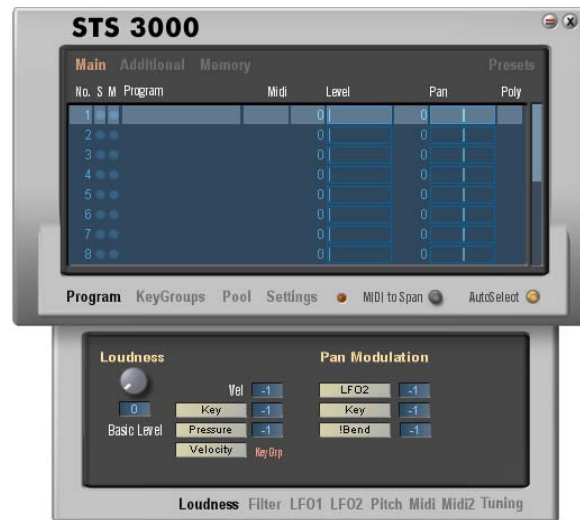 STS 3000
Main Additional Memory Presets
No. S M Program Midi Level Pan Poly
1 0 0
2 0 0
3 0 0
4 0 0
5 0 0
6 0 0
7 0 0
8 0 0
Program KeyGroups Pool Settings MIDI to Span AutoSelect
Loudness Pan Modulation
Vel -1 LFO2 -1
0 Key -1 Key -1
Basic Level Pressure -1 !Bend -1
Velocity Key Grp
Loudness Filter LFO1 LFO2 Pitch Midi Midi2 Tuning